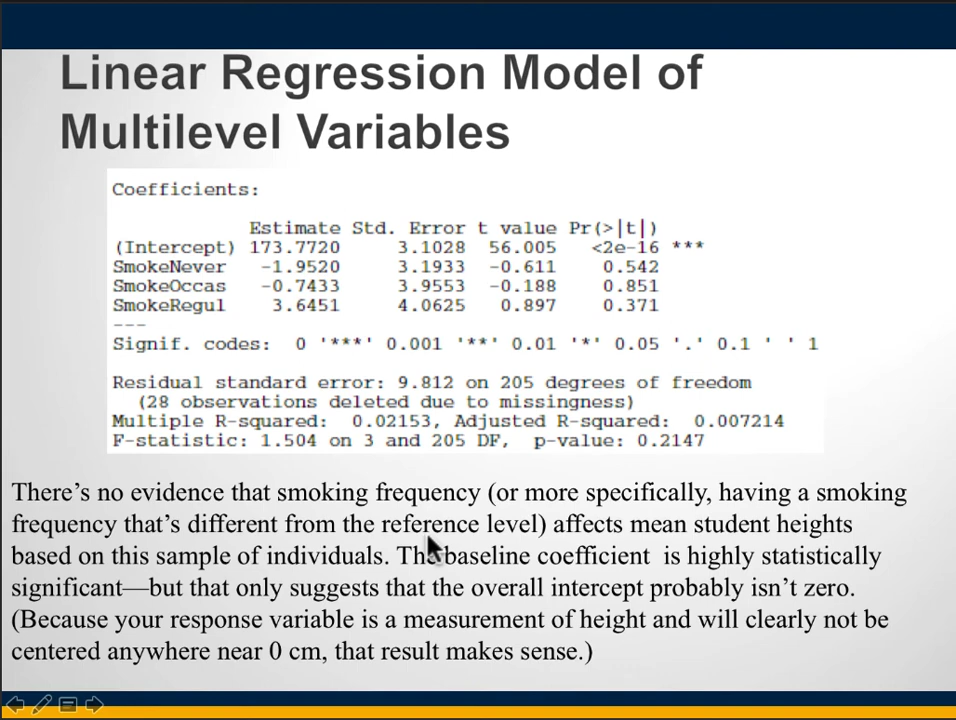 Linear Regression Model of
Multilevel Variables
Coefficients:
Estimate Std. Error t value Pr(>|t|)
(Intercept) 173.7720 3.1028 56.005 <2e-16 ***
SmokeNever -1.9520 3.1933 -0.611 0.542
SmokeOccas -0.7433 3.9553 -0.188 0.851
SmokeRegul 3.6451 4.0625 0.897 0.371
---
Signif. codes: 0 '***' 0.001 '**' 0.01 '*' 0.05 '.' 0.1 ' ' 1
Residual standard error: 9.812 on 205 degrees of freedom
(28 observations deleted due to missingness)
Multiple R-squared: 0.02153, Adjusted R-squared: 0.007214
F-statistic: 1.504 on 3 and 205 DF, p-value: 0.2147
There’s no evidence that smoking frequency (or more specifically, having a smoking
frequency that’s different from the reference level) affects mean student heights
based on this sample of individuals. The baseline coefficient is highly statistically
significant—but that only suggests that the overall intercept probably isn’t zero.
(Because your response variable is a measurement of height and will clearly not be
centered anywhere near 0 cm, that result makes sense.)